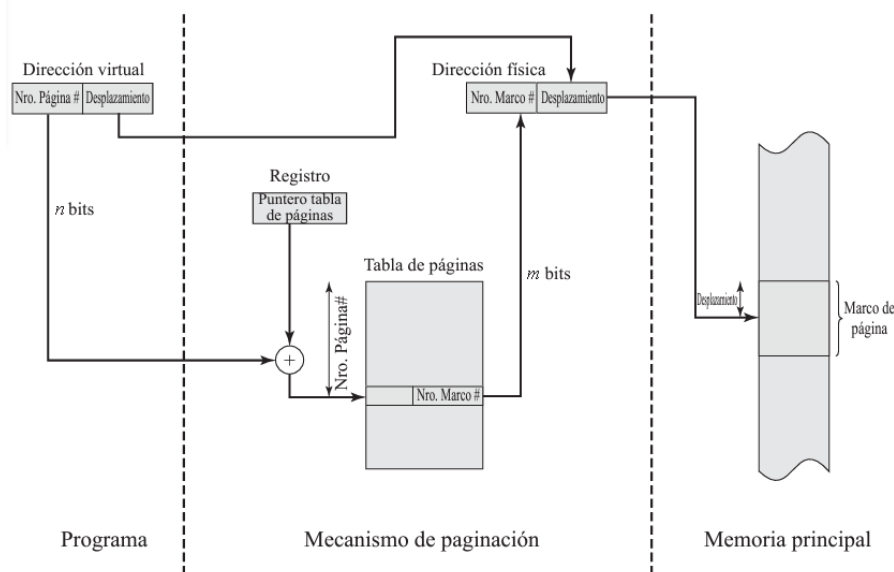 Dirección virtual
Nro. Página # Desplazamiento
Dirección física
Nro. Marco # Desplazamiento
n bits
Registro
Puntero tabla
de páginas
Tabla de páginas
Nro. Página#
m bits
Nro. Marco #
Desplazamiento
Marco de
página
Programa
Mecanismo de paginación
Memoria principal